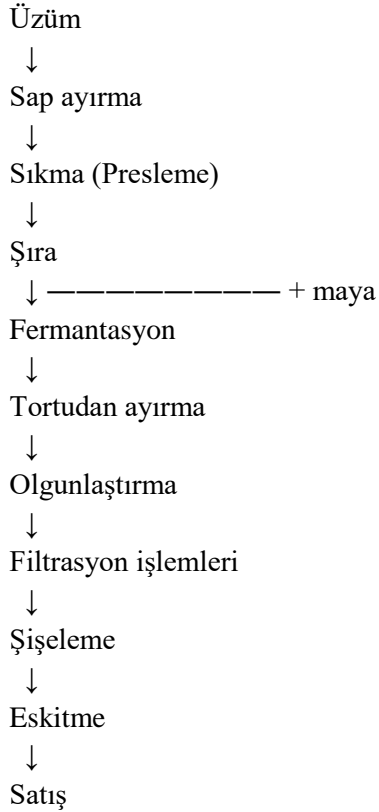 Üzüm
↓
Sap ayırma
↓
Sıkma (Presleme)
↓
Şıra
↓ ———————— + maya
Fermantasyon
↓
Tortudan ayırma
↓
Olgunlaştırma
↓
Filtrasyon işlemleri
↓
Şişeleme
↓
Eskitme
↓
Satış